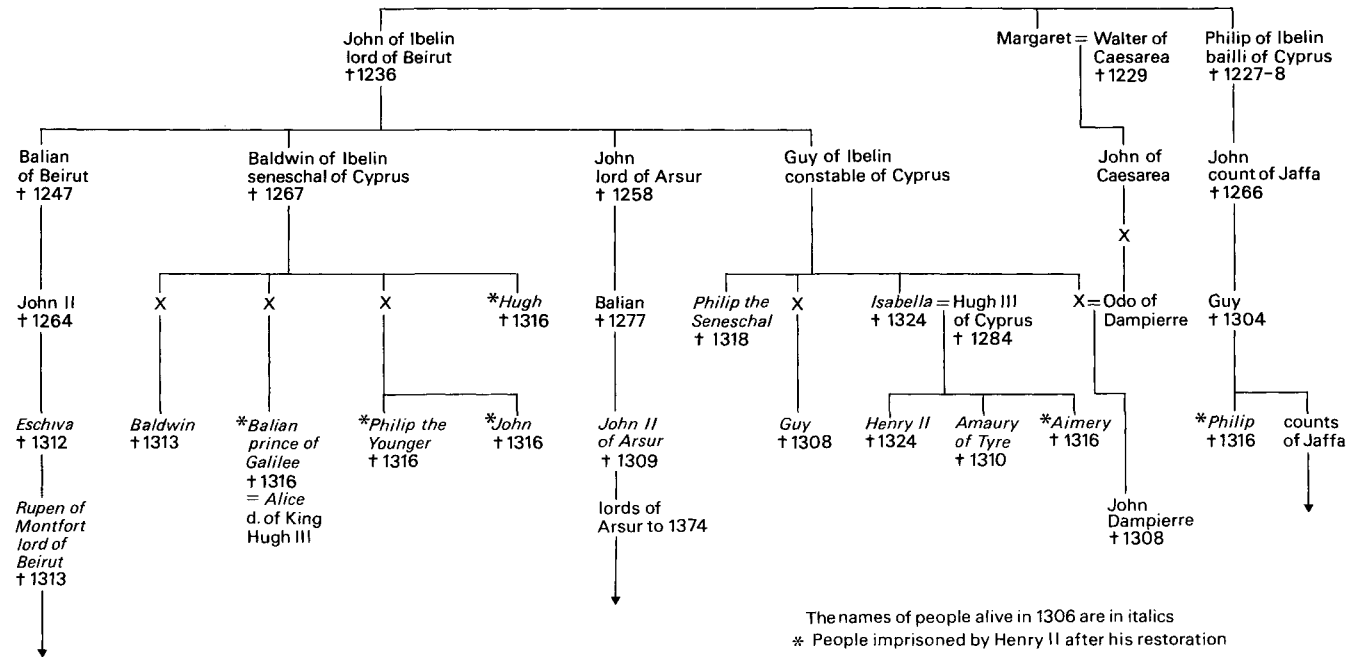 John of Ibelin
lord of Beirut
† 1236
Margaret = Walter of
Caesarea
† 1229
Philip of Ibelin
bailli of Cyprus
† 1227-8
Balian
of Beirut
† 1247
Baldwin of Ibelin
seneschal of Cyprus
† 1267
John
lord of Arsur
† 1258
Guy of Ibelin
constable of Cyprus
John of
Caesarea
John
count of Jaffa
† 1266
X
John II
† 1264
X
X
X
*Hugh
† 1316
Balian
† 1277
Philip the
Seneschal
† 1318
X
Isabella = Hugh III
† 1324
of Cyprus
† 1284
X = Odo of
Dampierre
Guy
† 1304
Eschiva
† 1312
Baldwin
† 1313
*Balian
prince of
Galilee
† 1316
= Alice
d. of King
Hugh III
*Philip the
Younger
† 1316
*John
† 1316
John II
of Arsur
† 1309
Guy
† 1308
Henry II
† 1324
Amaury
of Tyre
† 1310
*Aimery
† 1316
*Philip
† 1316
counts
of Jaffa
Rupen of
Montfort
lord of
Beirut
† 1313
lords of
Arsur to 1374
John
Dampierre
† 1308
The names of people alive in 1306 are in italics
* People imprisoned by Henry II after his restoration